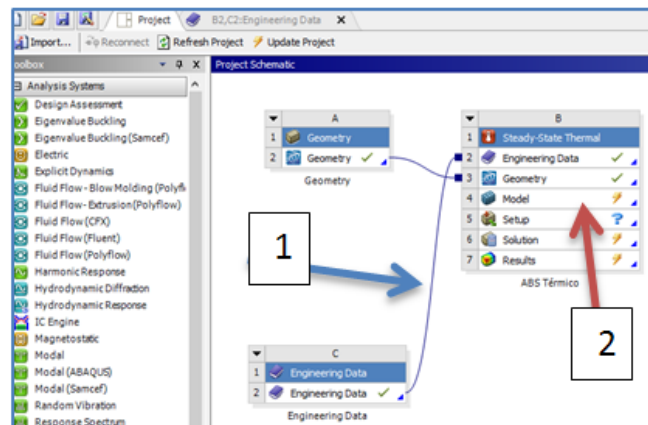 Project
B2,C2:Engineering Data X
Import... Reconnect Refresh Project Update Project
oolbox X
Project Schematic
Analysis Systems
Design Assessment
Eigenvalue Buckling
Eigenvalue Buckling (Samcef)
Electric
Explicit Dynamics
Fluid Flow - Blow Molding (Polyfl
Fluid Flow - Extrusion (Polyflow)
Fluid Flow (CFX)
Fluid Flow (Fluent)
Fluid Flow (Polyflow)
Harmonic Response
Hydrodynamic Diffraction
Hydrodynamic Response
IC Engine
Magnetostatic
Modal
Modal (ABAQUS)
Modal (Samcef)
Random Vibration
Response Spectrum
A
1 Geometry
2 Geometry
Geometry
B
1 Steady-State Thermal
2 Engineering Data
3 Geometry
4 Model
5 Setup ?
6 Solution
7 Results
ABS Térmico
1
2
C
1 Engineering Data
2 Engineering Data
Engineering Data